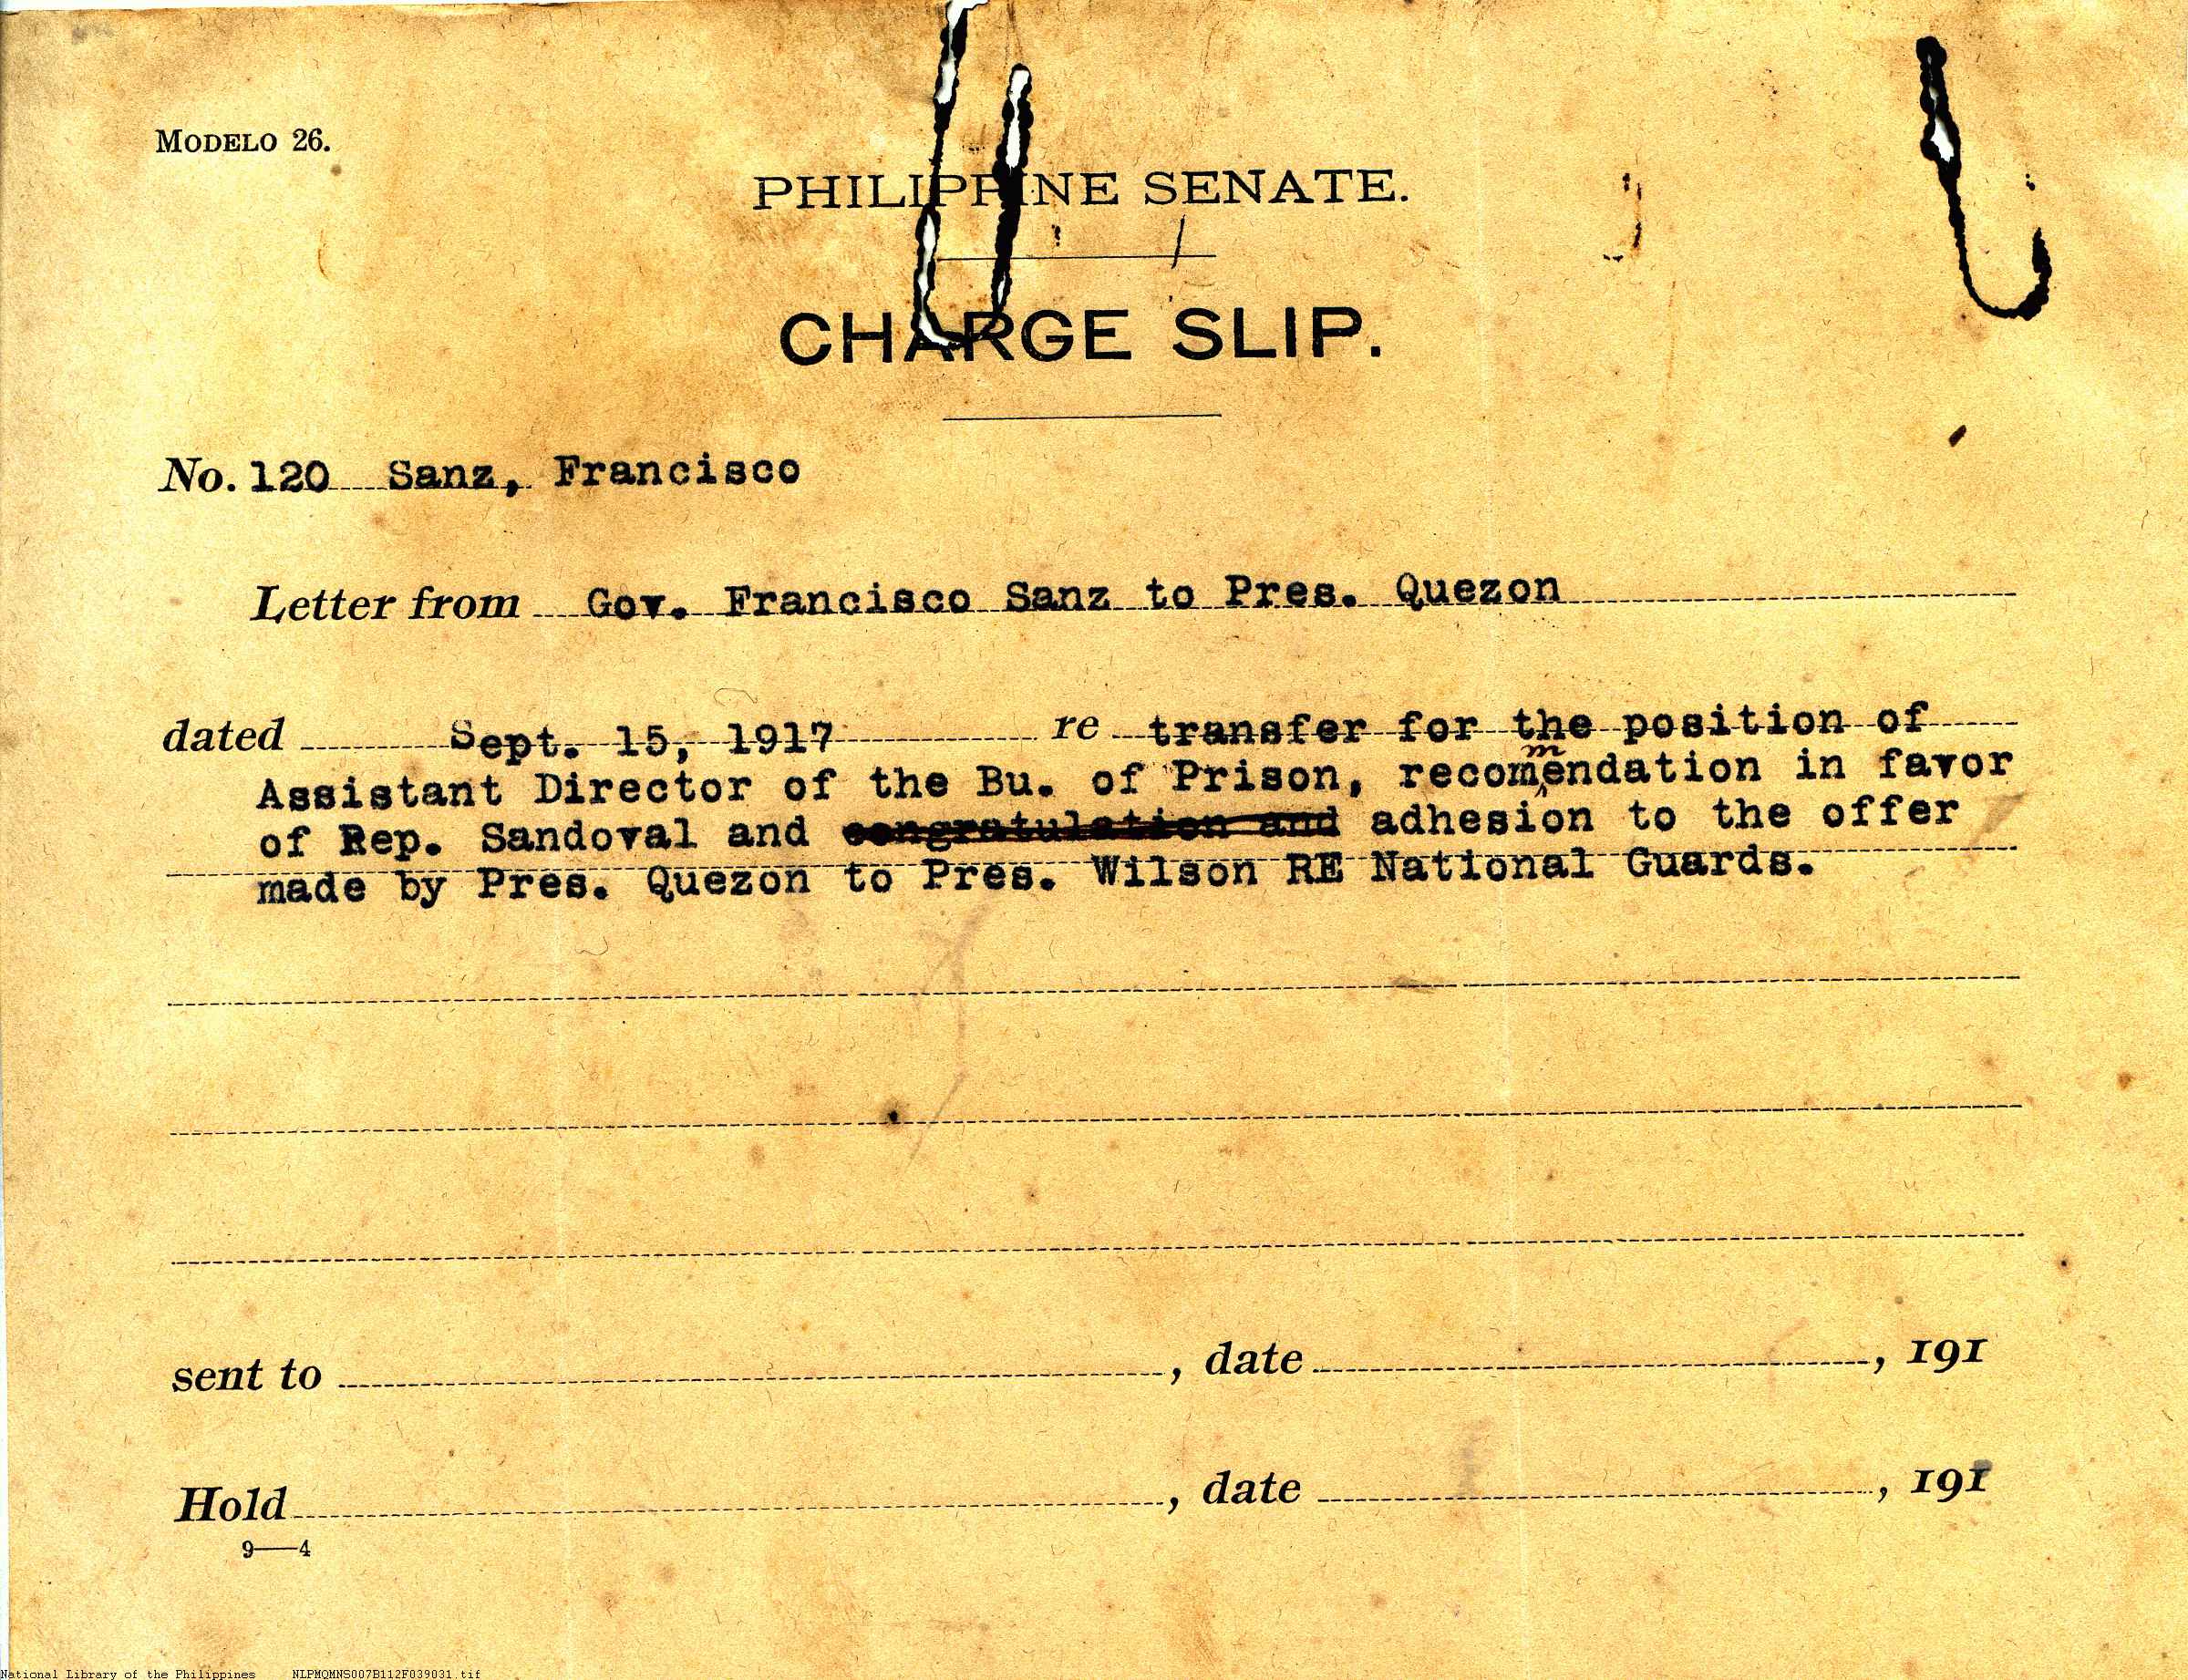 MODELO 26.
PHILIPPINE SENATE.
CHARGE SLIP.
No. 120 Sanz, Francisco
Letter from Gov. Francisco Sanz to Pres. Quezon
dated Sept. 15, 1917 re transfer for the position of
Assistant Director of the Bu. of Prison, recommendation in favor
of Rep. Sandoval and congratulation and adhesion to the offer
made by Pres. Quezon to Pres. Wilson RE National Guards.
sent to , date , 191
Hold , date , 191
9—4
National Library of the Philippines NLPMQMNS007B112F039031.tif